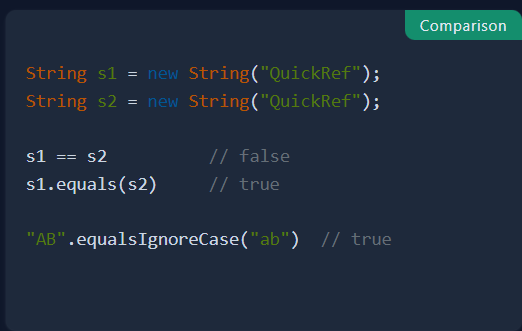 Comparison
String s1 = new String("QuickRef");
String s2 = new String("QuickRef");
s1 == s2 // false
s1.equals(s2) // true
"AB".equalsIgnoreCase("ab") // true